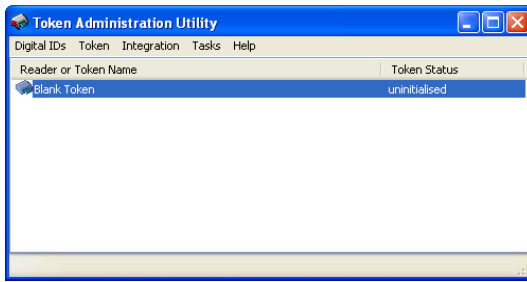 Token Administration Utility
Digital IDs Token Integration Tasks Help
Reader or Token Name Token Status
Blank Token uninitialised